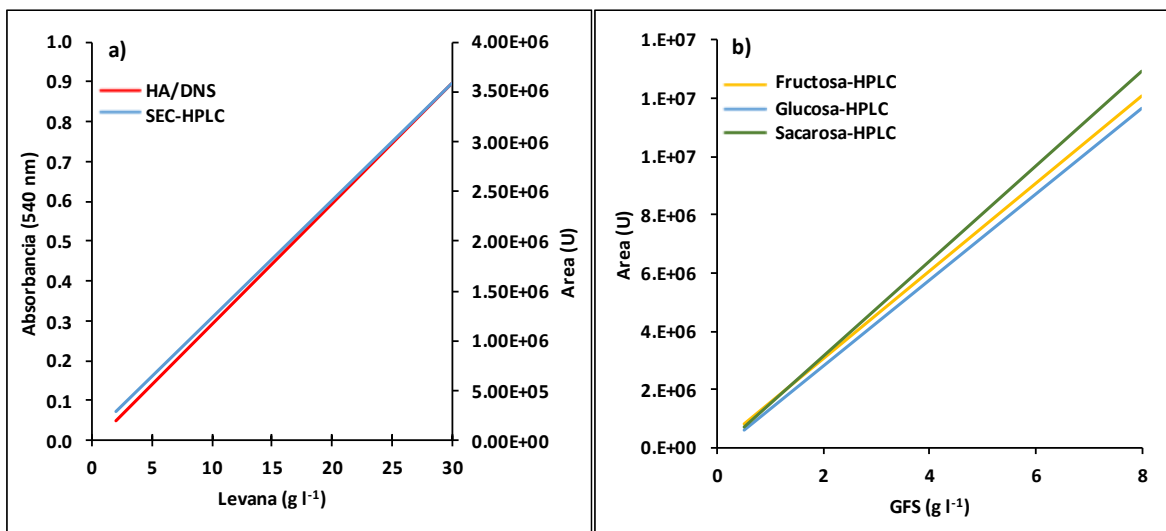 a)
HA/DNS
SEC-HPLC
Absorbancia (540 nm)
1.0
0.9
0.8
0.7
0.6
0.5
0.4
0.3
0.2
0.1
0.0
0 5 10 15 20 25 30
Levana (g l⁻¹)
4.00E+06
3.50E+06
3.00E+06
2.50E+06
2.00E+06
1.50E+06
1.00E+06
5.00E+05
0.00E+00
Area (U)
b)
Fructosa-HPLC
Glucosa-HPLC
Sacarosa-HPLC
Area (U)
1.E+07
1.E+07
1.E+07
8.E+06
6.E+06
4.E+06
2.E+06
0.E+00
0 2 4 6 8
GFS (g l⁻¹)